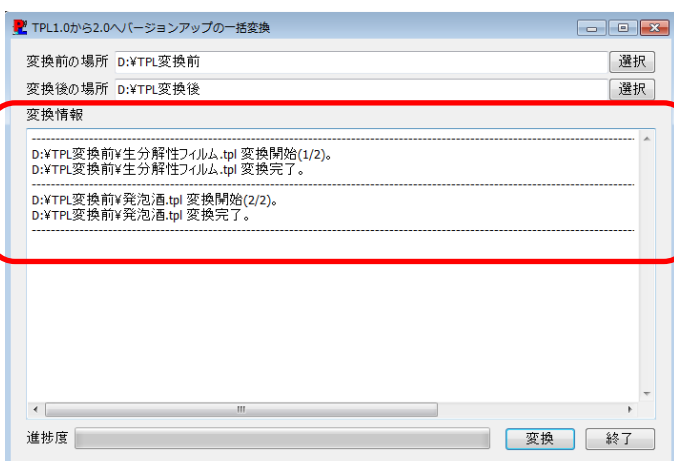 TPL1.0から2.0へバージョンアップの一括変換
変換前の場所 D:¥TPL変換前 選択
変換後の場所 D:¥TPL変換後 選択
変換情報
D:¥TPL変換前¥生分解性フィルム.tpl 変換開始(1/2)。
D:¥TPL変換前¥生分解性フィルム.tpl 変換完了。
D:¥TPL変換前¥発泡酒.tpl 変換開始(2/2)。
D:¥TPL変換前¥発泡酒.tpl 変換完了。
進捗度 変換 終了